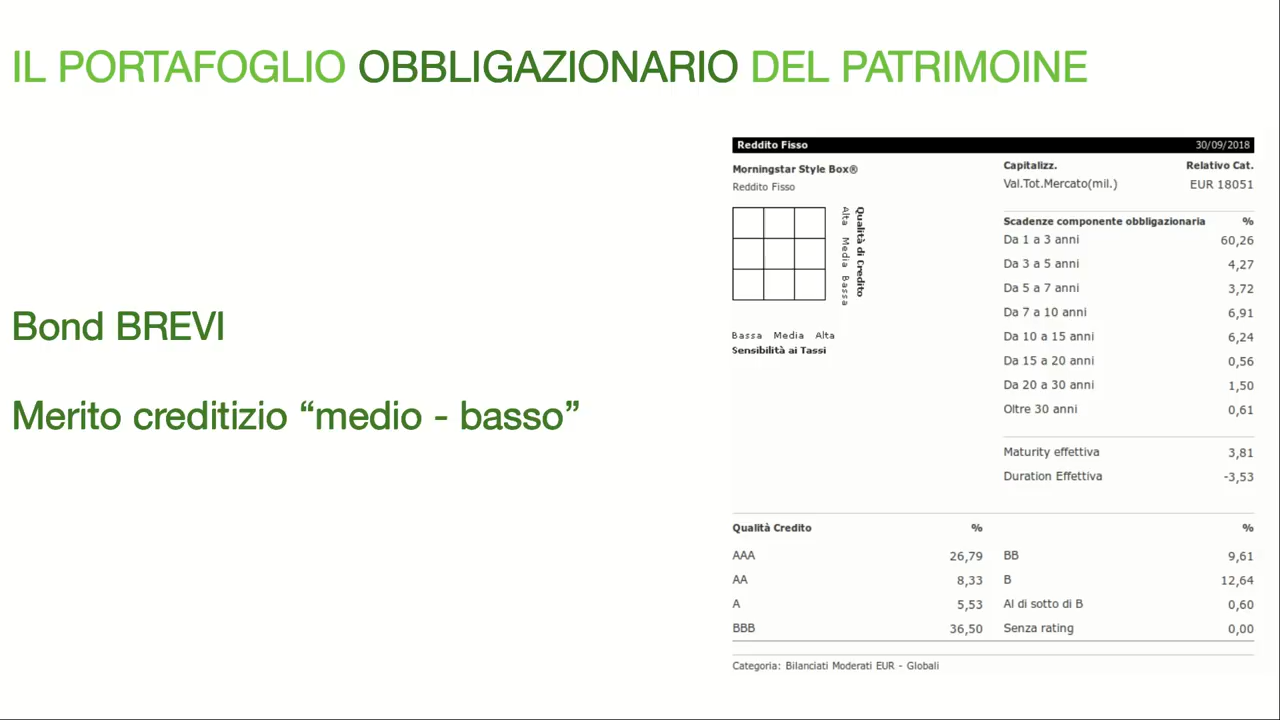 IL PORTAFOGLIO OBBLIGAZIONARIO DEL PATRIMOINE
Bond BREVI
Merito creditizio “medio - basso”
Reddito Fisso 30/09/2018
Morningstar Style Box®
Reddito Fisso
Alta Media Bassa
Qualità di Credito
Bassa Media Alta
Sensibilità ai Tassi
Capitalizz. Relativo Cat.
Val.Tot.Mercato(mil.) EUR 18051
Scadenze componente obbligazionaria %
Da 1 a 3 anni 60,26
Da 3 a 5 anni 4,27
Da 5 a 7 anni 3,72
Da 7 a 10 anni 6,91
Da 10 a 15 anni 6,24
Da 15 a 20 anni 0,56
Da 20 a 30 anni 1,50
Oltre 30 anni 0,61
Maturity effettiva 3,81
Duration Effettiva -3,53
Qualità Credito % %
AAA 26,79 BB 9,61
AA 8,33 B 12,64
A 5,53 Al di sotto di B 0,60
BBB 36,50 Senza rating 0,00
Categoria: Bilanciati Moderati EUR - Globali